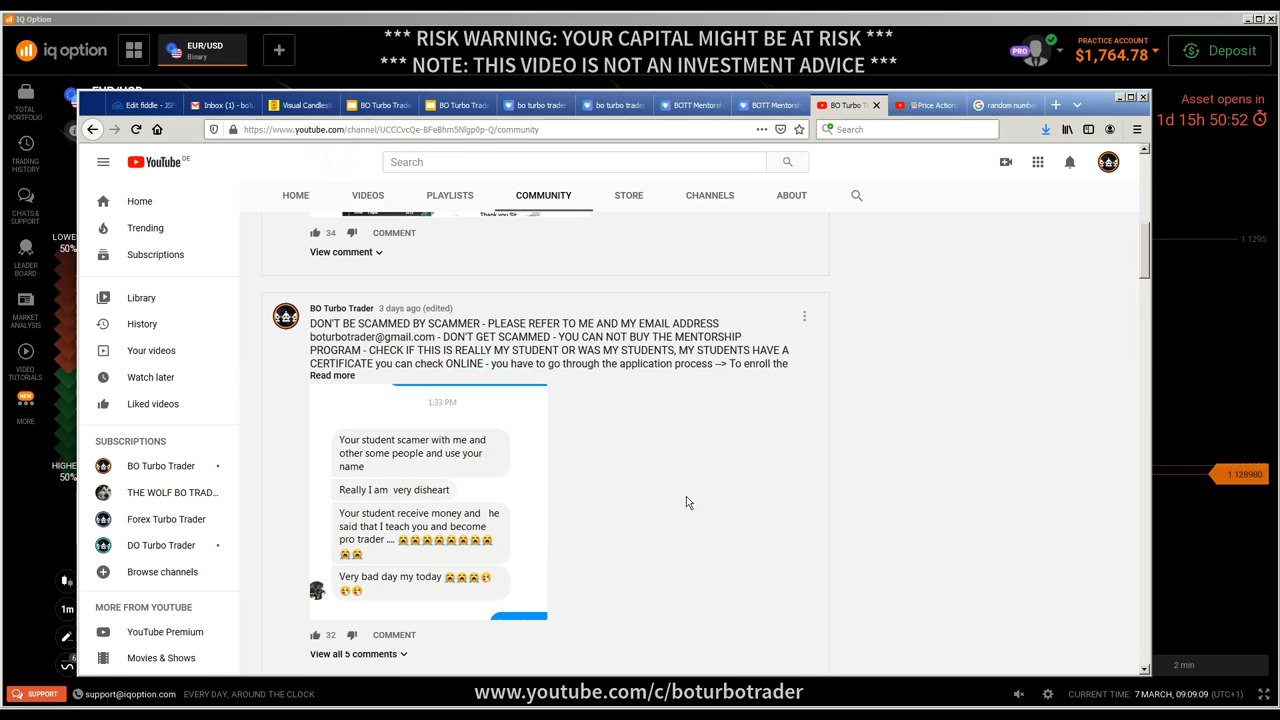 IQ Option
*** RISK WARNING: YOUR CAPITAL MIGHT BE AT RISK ***
*** NOTE: THIS VIDEO IS NOT AN INVESTMENT ADVICE ***
iq option
EUR/USD
Binary
PRO
PRACTICE ACCOUNT
$1,764.78
Deposit
TOTAL
PORTFOLIO
TRADING
HISTORY
CHATS &
SUPPORT
LEADER
BOARD
MARKET
ANALYSIS
VIDEO
TUTORIALS
NEW
MORE
LOWER
50%
HIGHER
50%
1m
Asset opens in
1d 15h 50:52
1.1295
1.128980
2 min
Edit fiddle - JSF
Inbox (1) - bot
Visual Candlest
BO Turbo Trade
BO Turbo Trad
bo turbo trader
bo turbo trader
BOTT Mentorsh
BOTT Mentorsh
BO Turbo T
Price Action
random numbe
https://www.youtube.com/channel/UCCCvcQe-BFeBhm5Nlgp0p-Q/community
Search
YouTube DE
Search
HOME
VIDEOS
PLAYLISTS
COMMUNITY
STORE
CHANNELS
ABOUT
Home
Trending
Subscriptions
Library
History
Your videos
Watch later
Liked videos
SUBSCRIPTIONS
BO Turbo Trader
THE WOLF BO TRAD...
Forex Turbo Trader
DO Turbo Trader
Browse channels
MORE FROM YOUTUBE
YouTube Premium
Movies & Shows
Thank you Sir
34
COMMENT
View comment
BO Turbo Trader 3 days ago (edited)
DON'T BE SCAMMED BY SCAMMER - PLEASE REFER TO ME AND MY EMAIL ADDRESS
boturbotrader@gmail.com - DON'T GET SCAMMED - YOU CAN NOT BUY THE MENTORSHIP
PROGRAM - CHECK IF THIS IS REALLY MY STUDENT OR WAS MY STUDENTS, MY STUDENTS HAVE A
CERTIFICATE you can check ONLINE - you have to go through the application process --> To enroll the
Read more
1:33 PM
Your student scamer with me and
other some people and use your
name
Really I am very disheart
Your student receive money and he
said that I teach you and become
pro trader .... 😭😭😭😭😭😭😭😭
😭😭
Very bad day my today 😭😭😭🤕
🤕🤕
32
COMMENT
View all 5 comments
SUPPORT
support@iqoption.com
EVERY DAY, AROUND THE CLOCK
www.youtube.com/c/boturbotrader
CURRENT TIME: 7 MARCH, 09:09:09 (UTC+1)